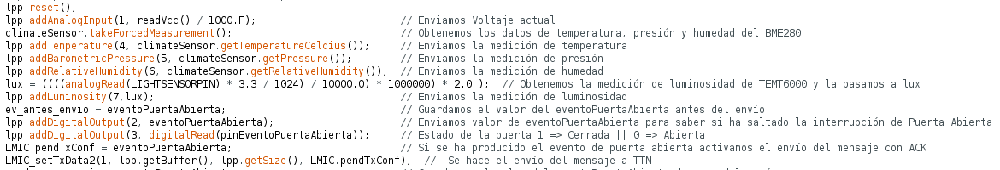 lpp.reset();
lpp.addAnalogInput(1, readVcc() / 1000.F); // Enviamos Voltaje actual
climateSensor.takeForcedMeasurement(); // Obtenemos los datos de temperatura, presión y humedad del BME280
lpp.addTemperature(4, climateSensor.getTemperatureCelcius()); // Enviamos la medición de temperatura
lpp.addBarometricPressure(5, climateSensor.getPressure()); // Enviamos la medición de presión
lpp.addRelativeHumidity(6, climateSensor.getRelativeHumidity()); // Enviamos la medición de humedad
lux = ((((analogRead(LIGHTSENSORPIN) * 3.3 / 1024) / 10000.0) * 1000000) * 2.0 ); // Obtenemos la medición de luminosidad de TEMT6000 y la pasamos a lux
lpp.addLuminosity(7,lux); // Enviamos la medición de luminosidad
ev_antes_envio = eventoPuertaAbierta; // Guardamos el valor del eventoPuertaAbierta antes del envío
lpp.addDigitalOutput(2, eventoPuertaAbierta); // Enviamos valor de eventoPuertaAbierta para saber si ha saltado la interrupción de Puerta Abierta
lpp.addDigitalOutput(3, digitalRead(pinEventoPuertaAbierta)); // Estado de la puerta 1 => Cerrada || 0 => Abierta
LMIC.pendTxConf = eventoPuertaAbierta; // Si se ha producido el evento de puerta abierta activamos el envío del mensaje con ACK
LMIC_setTxData2(1, lpp.getBuffer(), lpp.getSize(), LMIC.pendTxConf); // Se hace el envío del mensaje a TTN